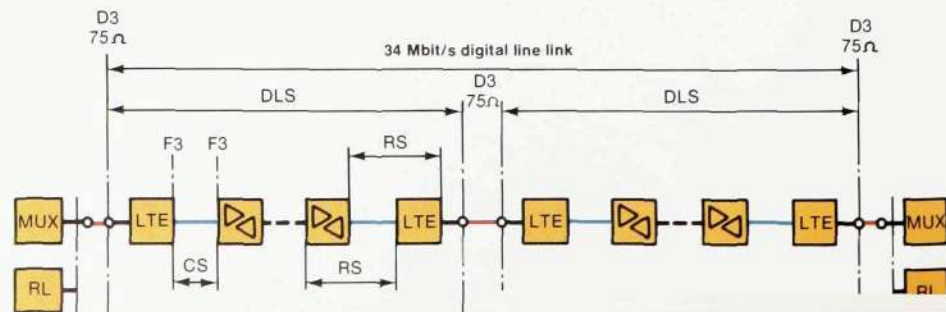 D3
75Ω
D3
75Ω
34 Mbit/s digital line link
D3
75Ω
DLS
DLS
F3
F3
RS
MUX
LTE
LTE
LTE
LTE
MUX
CS
RS
RL
RL